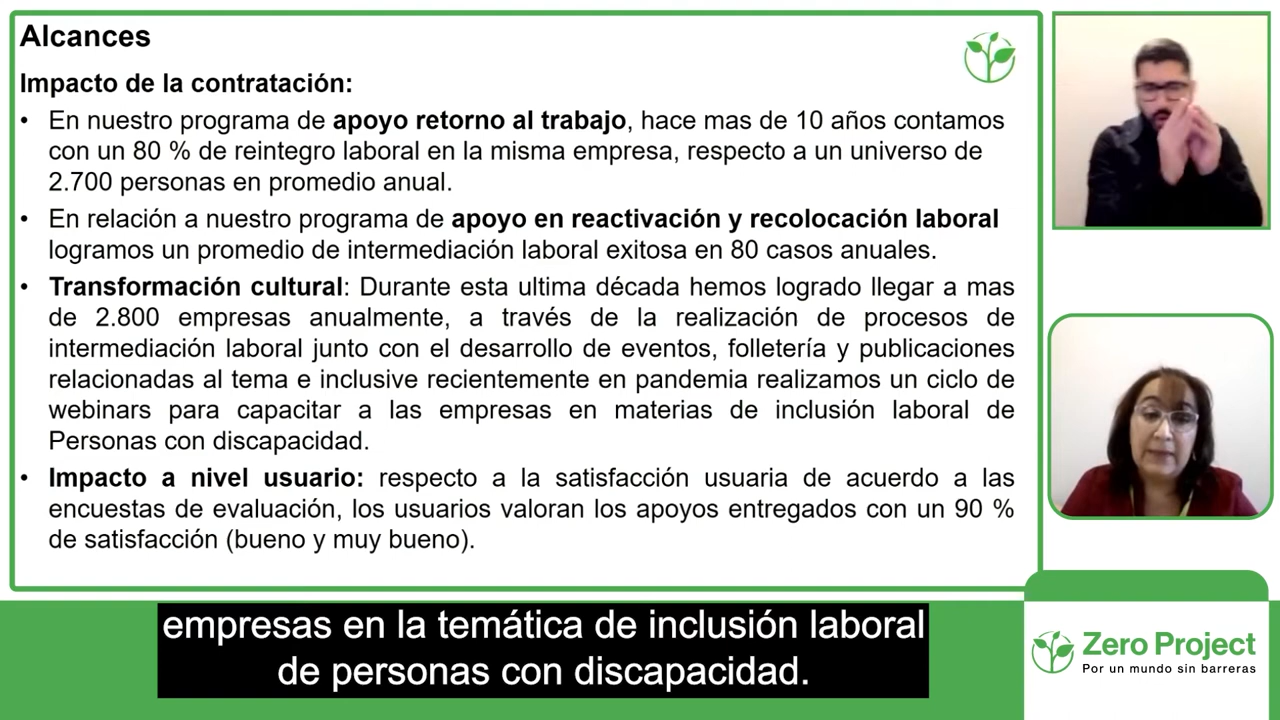 Alcances
Impacto de la contratación:
• En nuestro programa de apoyo retorno al trabajo, hace mas de 10 años contamos
con un 80 % de reintegro laboral en la misma empresa, respecto a un universo de
2.700 personas en promedio anual.
• En relación a nuestro programa de apoyo en reactivación y recolocación laboral
logramos un promedio de intermediación laboral exitosa en 80 casos anuales.
• Transformación cultural: Durante esta ultima década hemos logrado llegar a mas
de 2.800 empresas anualmente, a través de la realización de procesos de
intermediación laboral junto con el desarrollo de eventos, folletería y publicaciones
relacionadas al tema e inclusive recientemente en pandemia realizamos un ciclo de
webinars para capacitar a las empresas en materias de inclusión laboral de
Personas con discapacidad.
• Impacto a nivel usuario: respecto a la satisfacción usuaria de acuerdo a las
encuestas de evaluación, los usuarios valoran los apoyos entregados con un 90 %
de satisfacción (bueno y muy bueno).
empresas en la temática de inclusión laboral
de personas con discapacidad.
Zero Project
Por un mundo sin barreras